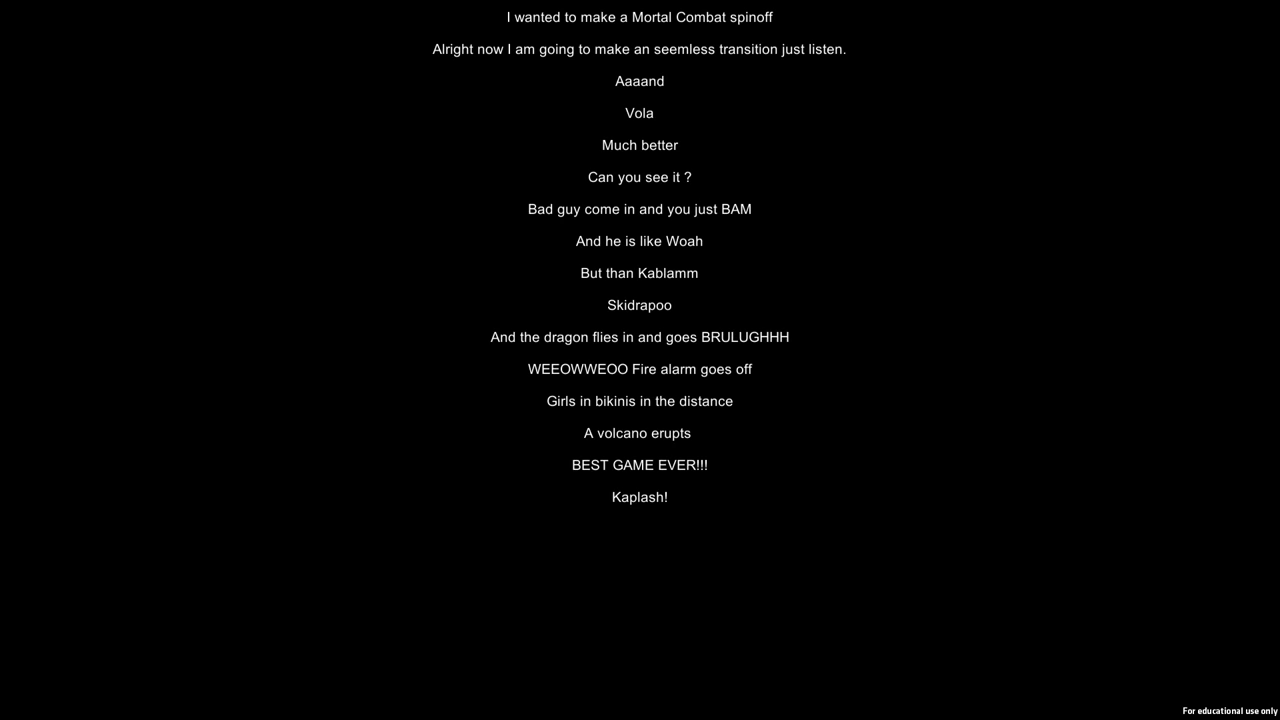 I wanted to make a Mortal Combat spinoff
Alright now I am going to make an seemless transition just listen.
Aaaand
Vola
Much better
Can you see it ?
Bad guy come in and you just BAM
And he is like Woah
But than Kablamm
Skidrapoo
And the dragon flies in and goes BRULUGHHH
WEEOWWEOO Fire alarm goes off
Girls in bikinis in the distance
A volcano erupts
BEST GAME EVER!!!
Kaplash!
For educational use only